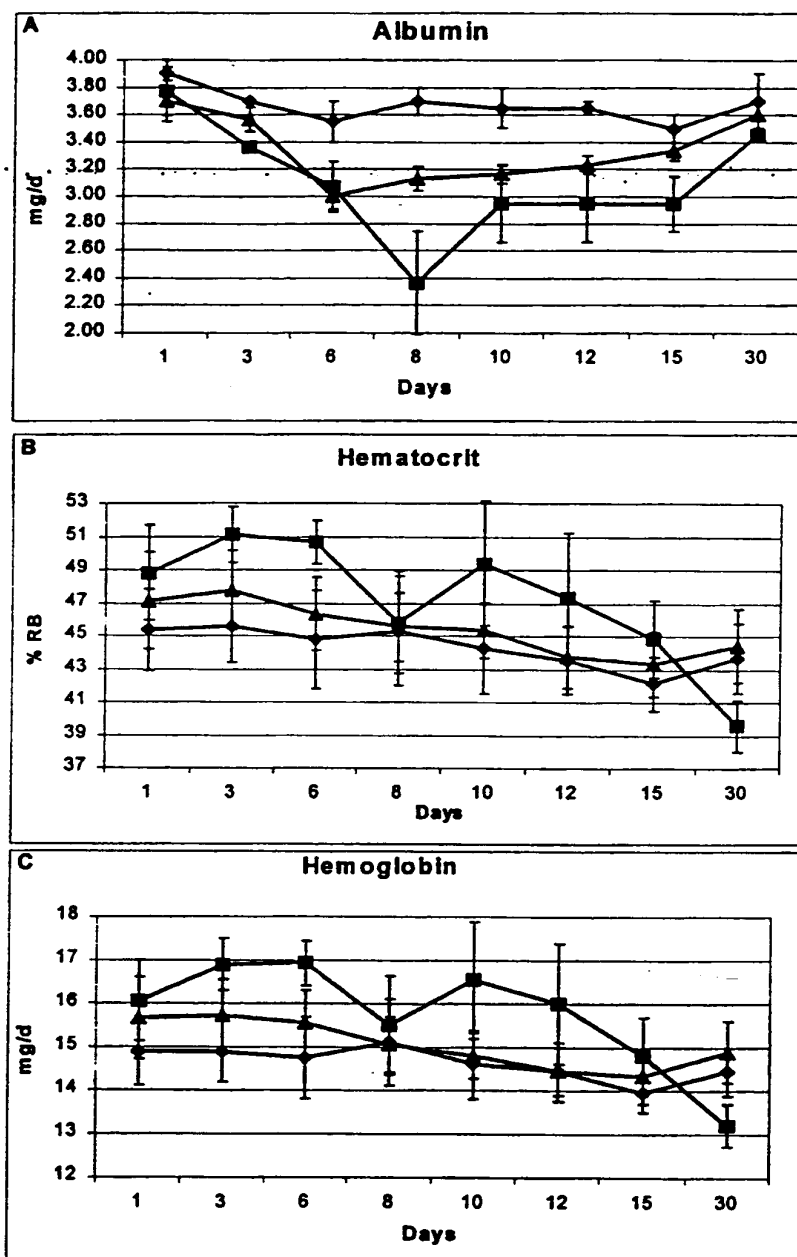 A
Albumin
4.00
3.80
3.60
3.40
3.20
3.00
2.80
2.60
2.40
2.20
2.00
mg/d
1 3 6 8 10 12 15 30
Days
B
Hematocrit
53
51
49
47
45
43
41
39
37
% RB
1 3 6 8 10 12 15 30
Days
C
Hemoglobin
18
17
16
15
14
13
12
mg/d
1 3 6 8 10 12 15 30
Days